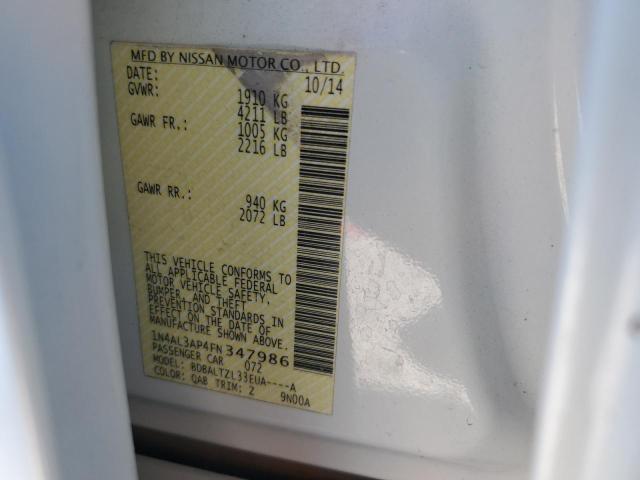 MFD BY NISSAN MOTOR CO., LTD.
DATE: 10/14
GVWR: 1910 KG
4211 LB
GAWR FR.: 1005 KG
2216 LB
GAWR RR.: 940 KG
2072 LB
THIS VEHICLE CONFORMS TO
ALL APPLICABLE FEDERAL
MOTOR VEHICLE SAFETY,
BUMPER, AND THEFT
PREVENTION STANDARDS IN
EFFECT ON THE DATE OF
MANUFACTURE SHOWN ABOVE.
1N4AL3AP4FN347986
PASSENGER CAR 072
MODEL: BDBALTZL33EUA----A
COLOR: QAB TRIM: 2 9N00A